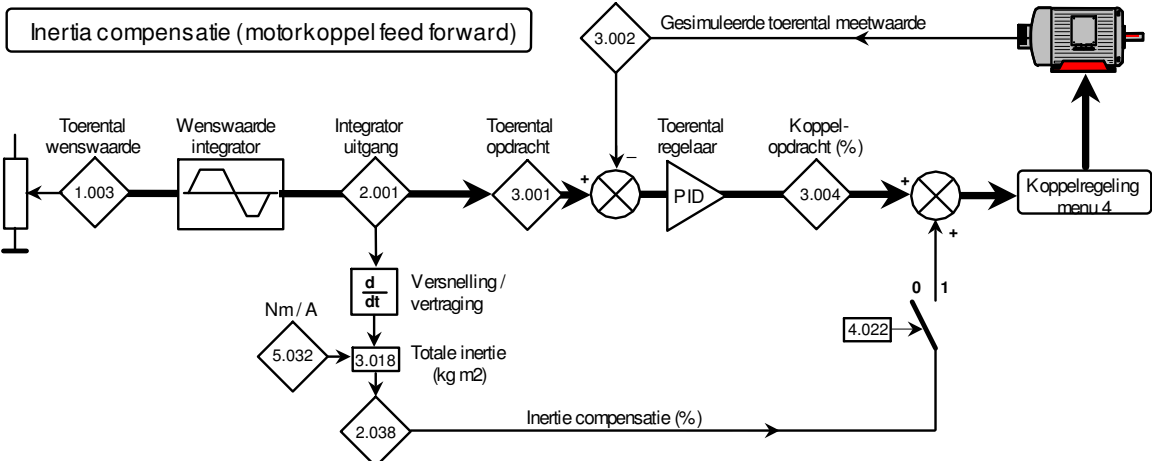 Inertia compensatie (motorkoppel feed forward)
Gesimuleerde toerental meetwaarde
3.002
Toerental
wenswaarde
Wenswaarde
integrator
Integrator
uitgang
Toerental
opdracht
Toerental
regelaar
Koppel-
opdracht (%)
1.003
2.001
3.001
+
–
PID
3.004
+
+
Koppelregeling
menu 4
d
dt
Versnelling /
vertraging
0 1
4.022
Nm / A
5.032
3.018
Totale inertie
(kg m2)
2.038
Inertie compensatie (%)